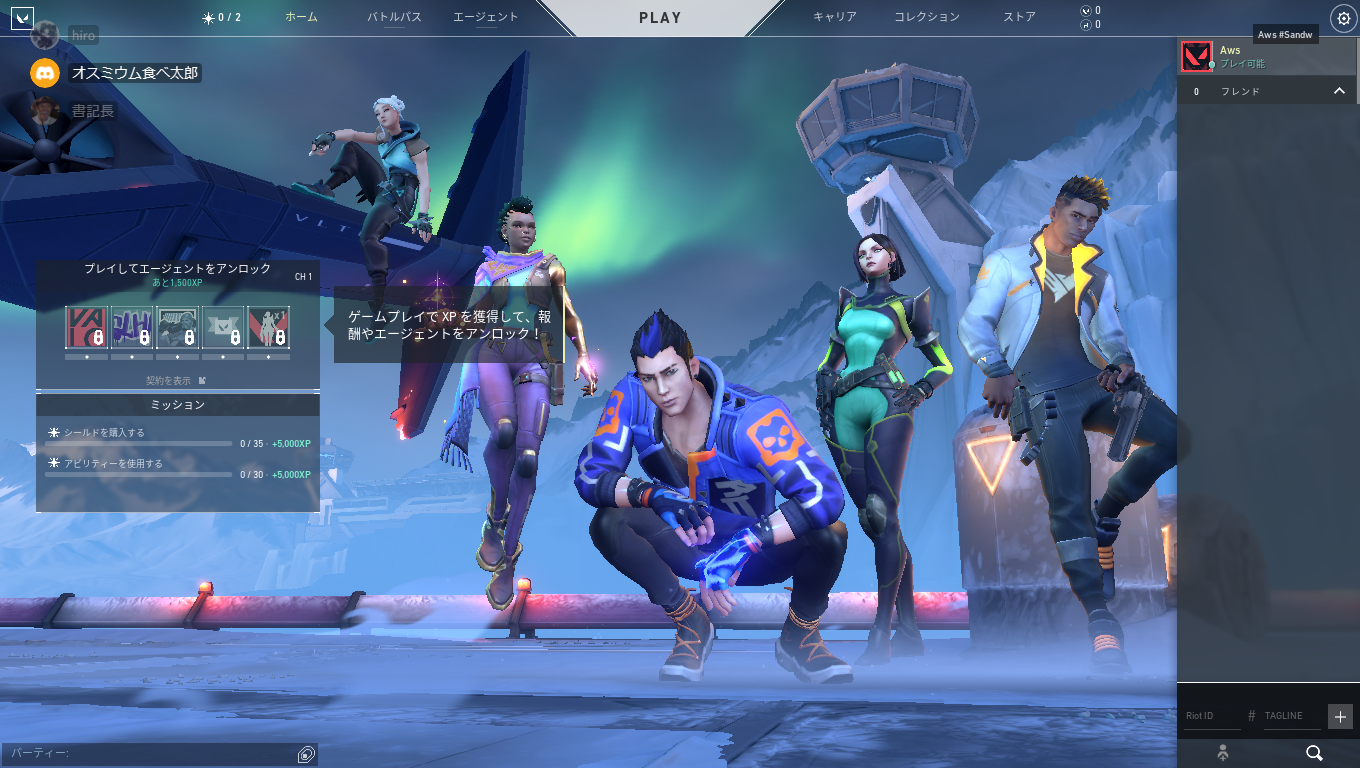 0 / 2
ホーム
バトルパス
エージェント
PLAY
キャリア
コレクション
ストア
0
0
hiro
オスミウム食べ太郎
書記長
Aws #Sandw
Aws
プレイ可能
0 フレンド
VLT
プレイしてエージェントをアンロック
CH 1
あと1,500XP
x1
契約を表示
ゲームプレイで XP を獲得して、報
酬やエージェントをアンロック！
ミッション
シールドを購入する
0 / 35 · +5,000XP
アビリティーを使用する
0 / 30 · +5,000XP
Riot ID # TAGLINE
パーティー: